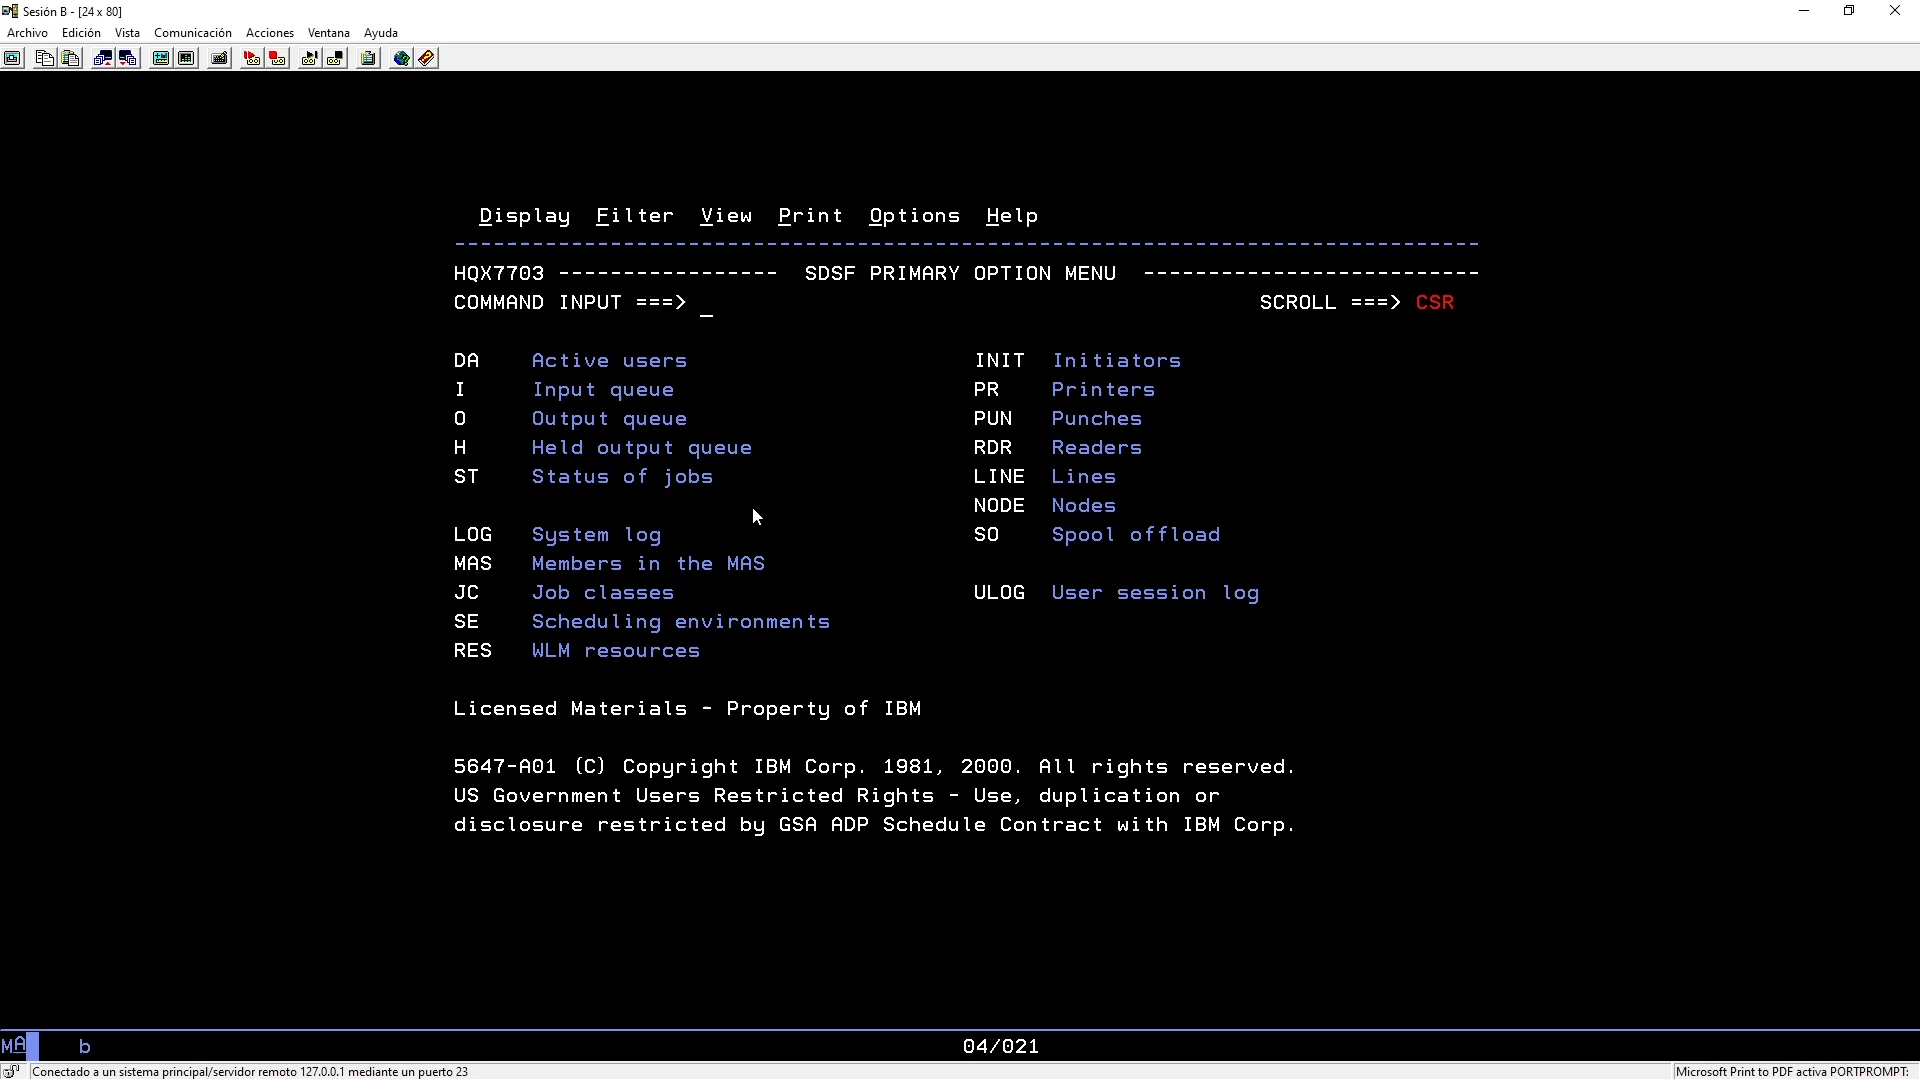 Sesión B - [24 x 80]
Archivo Edición Vista Comunicación Acciones Ventana Ayuda
Display Filter View Print Options Help
--------------------------------------------------------------------------------
HQX7703 ----------------- SDSF PRIMARY OPTION MENU --------------------------
COMMAND INPUT ===> _ SCROLL ===> CSR
DA Active users INIT Initiators
I Input queue PR Printers
O Output queue PUN Punches
H Held output queue RDR Readers
ST Status of jobs LINE Lines
NODE Nodes
LOG System log SO Spool offload
MAS Members in the MAS
JC Job classes ULOG User session log
SE Scheduling environments
RES WLM resources
Licensed Materials - Property of IBM
5647-A01 (C) Copyright IBM Corp. 1981, 2000. All rights reserved.
US Government Users Restricted Rights - Use, duplication or
disclosure restricted by GSA ADP Schedule Contract with IBM Corp.
MA b 04/021
Conectado a un sistema principal/servidor remoto 127.0.0.1 mediante un puerto 23 Microsoft Print to PDF activa PORTPROMPT: